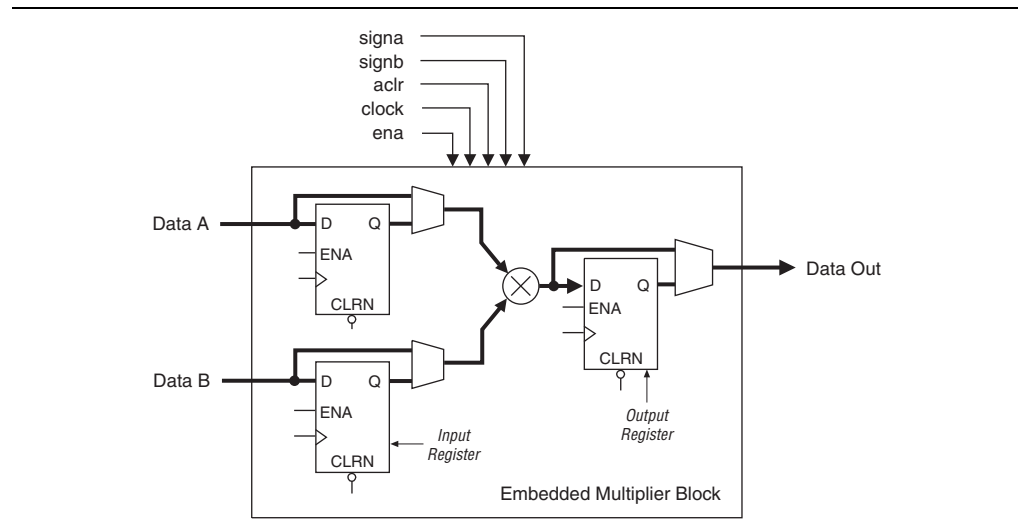 signa
signb
aclr
clock
ena
Data A
D Q
ENA
CLRN
Data B
D Q
ENA
CLRN
Input
Register
D Q
ENA
CLRN
Output
Register
Data Out
Embedded Multiplier Block